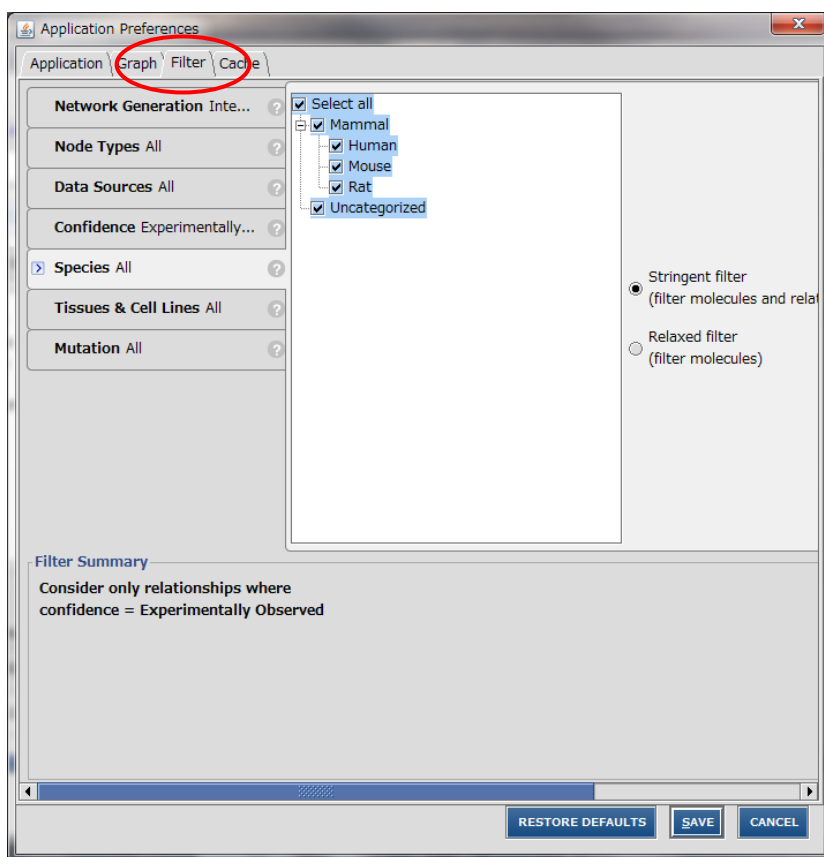 Application Preferences
Application Graph Filter Cache
Network Generation Inte...
Node Types All
Data Sources All
Confidence Experimentally...
Species All
Tissues & Cell Lines All
Mutation All
Select all
Mammal
Human
Mouse
Rat
Uncategorized
Stringent filter
(filter molecules and relat
Relaxed filter
(filter molecules)
Filter Summary
Consider only relationships where
confidence = Experimentally Observed
RESTORE DEFAULTS SAVE CANCEL